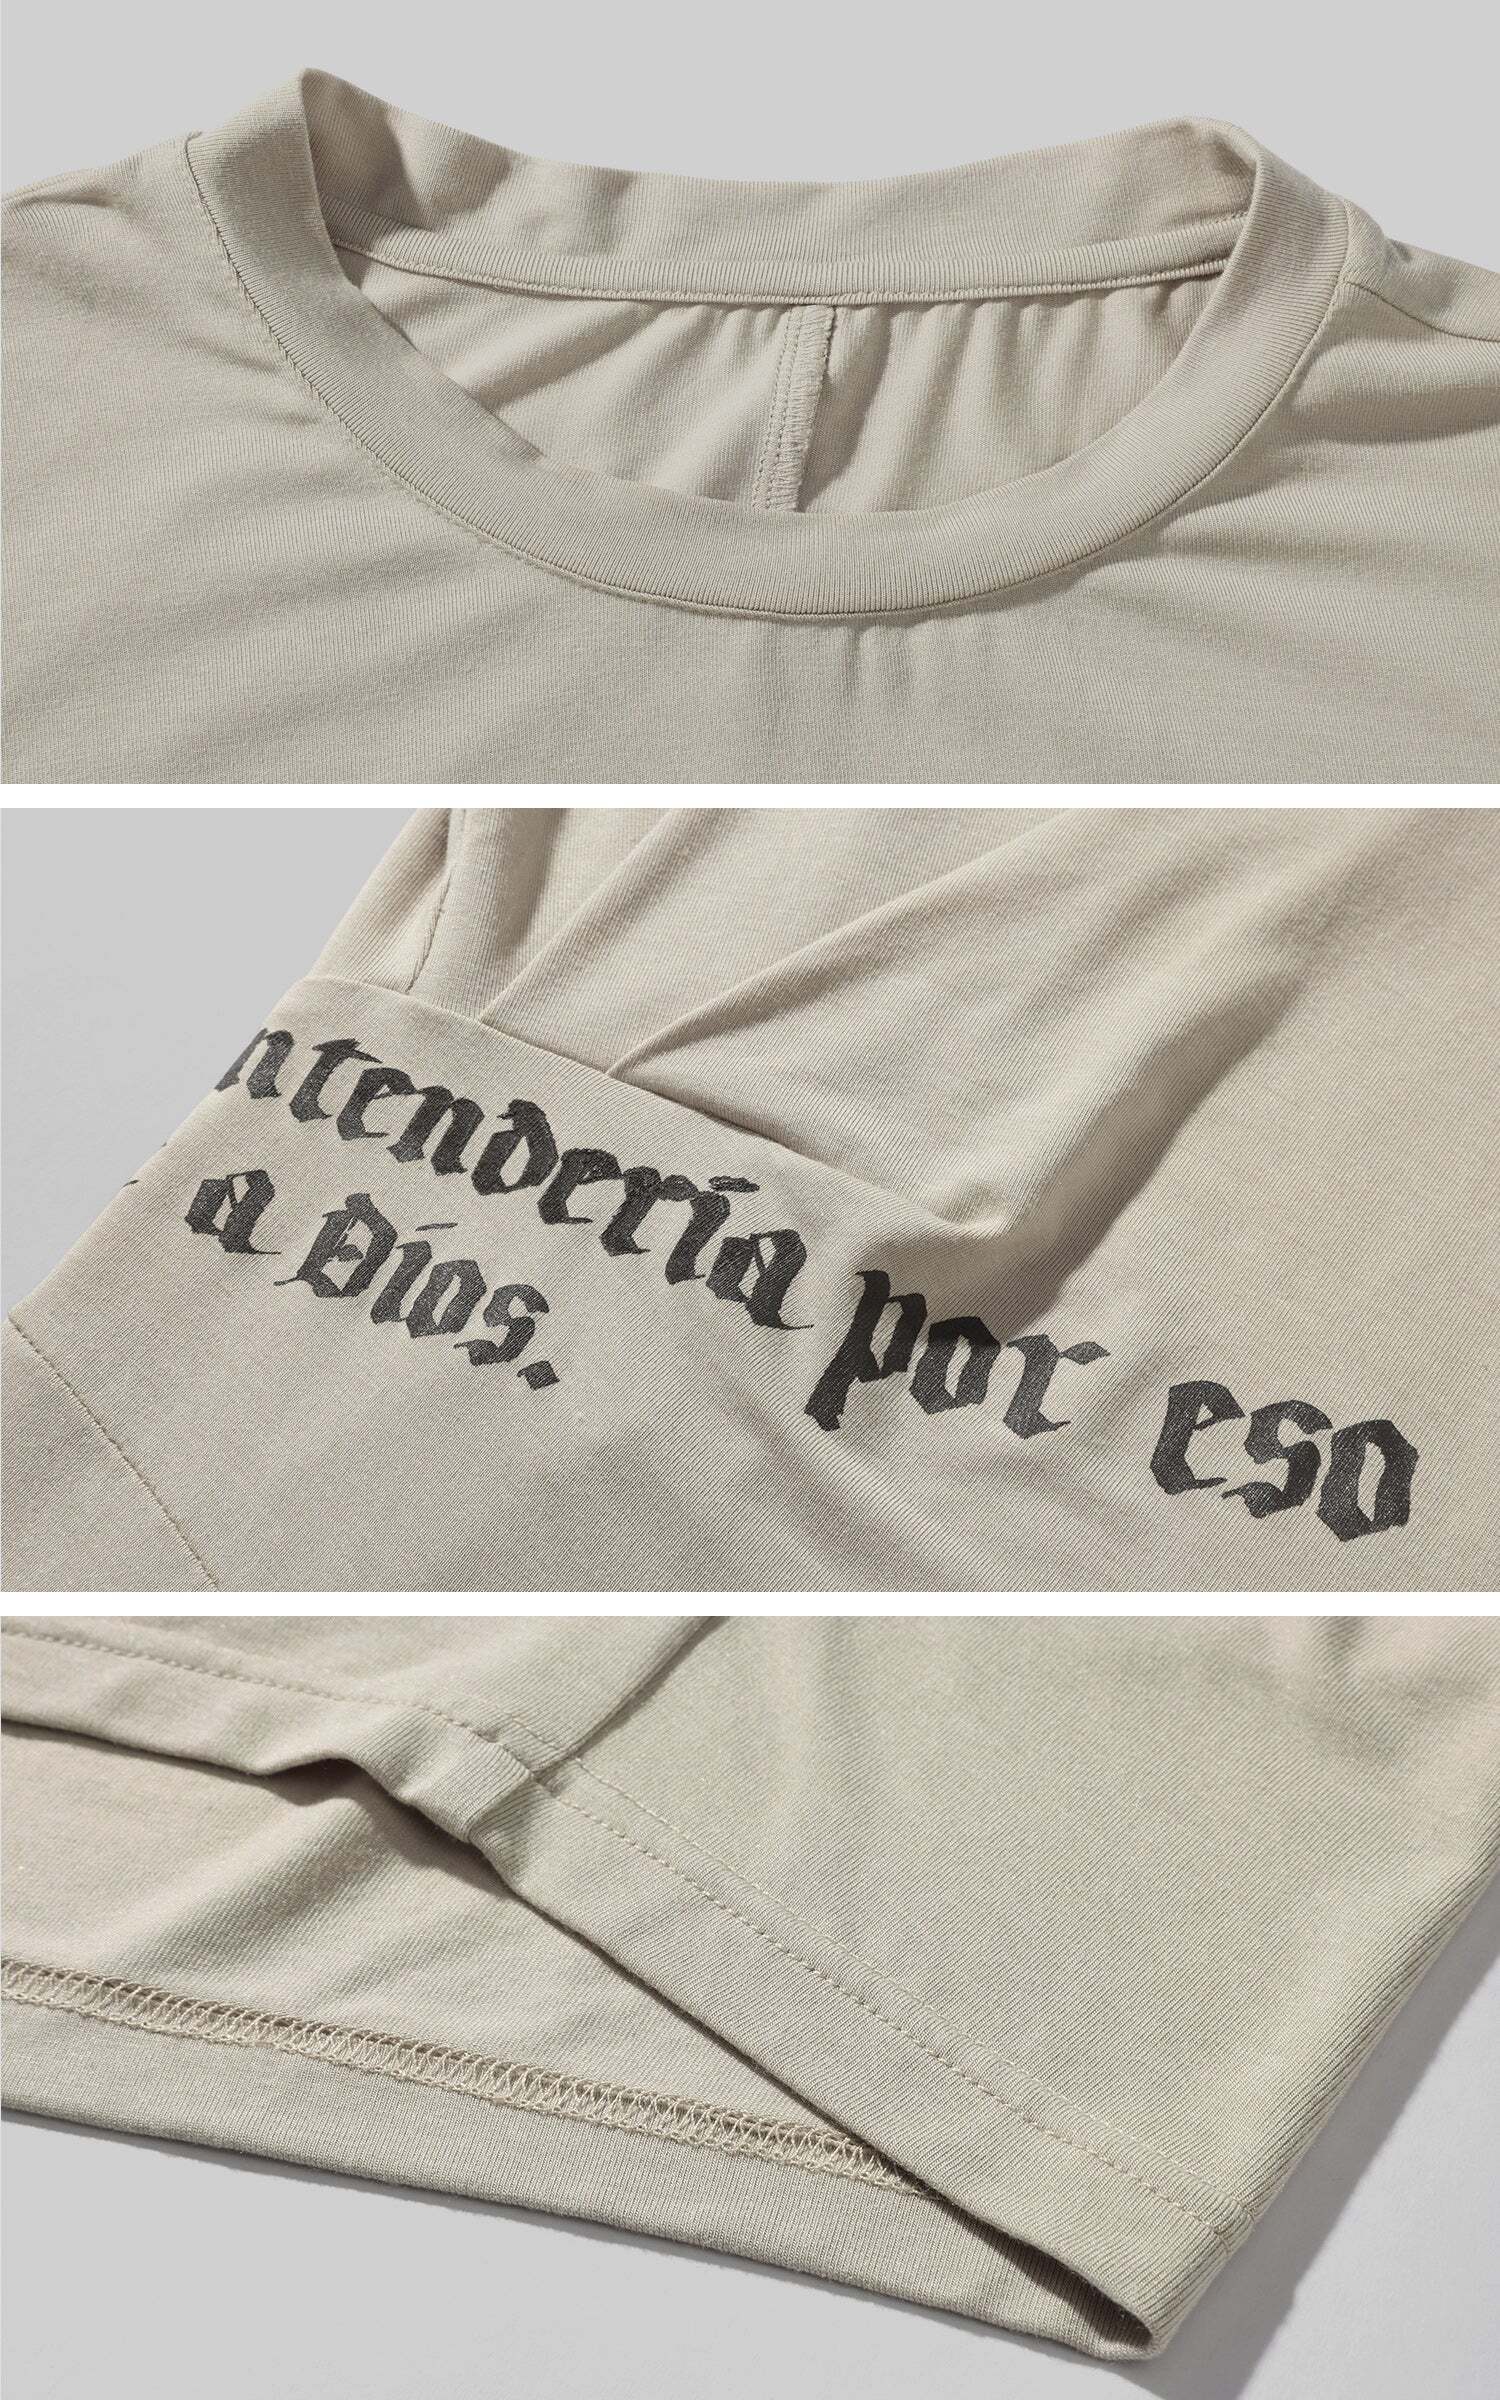 ntendería por eso
a Dios.